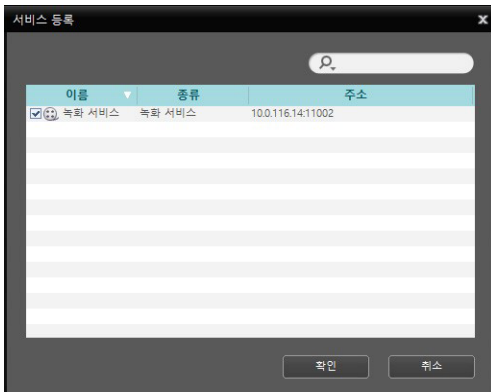 서비스 등록
이름 종류 주소
녹화 서비스 녹화 서비스 10.0.116.14:11002
확인 취소